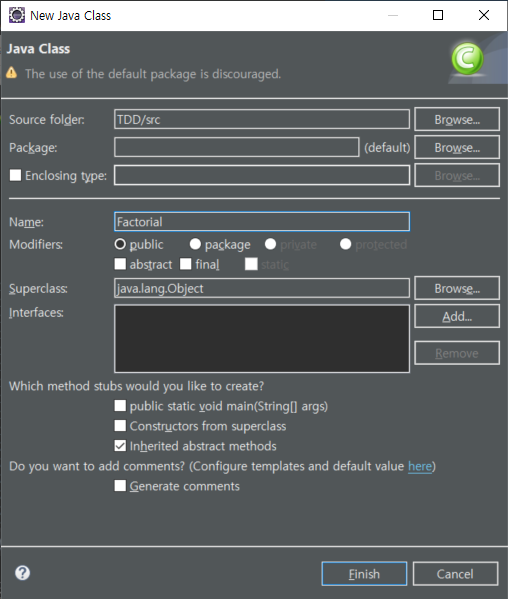 New Java Class
Java Class
The use of the default package is discouraged.
Source folder: TDD/src Browse...
Package: (default) Browse...
Enclosing type: Browse...
Name: Factorial
Modifiers: public package private protected
abstract final static
Superclass: java.lang.Object Browse...
Interfaces: Add...
Remove
Which method stubs would you like to create?
public static void main(String[] args)
Constructors from superclass
Inherited abstract methods
Do you want to add comments? (Configure templates and default value here)
Generate comments
? Finish Cancel